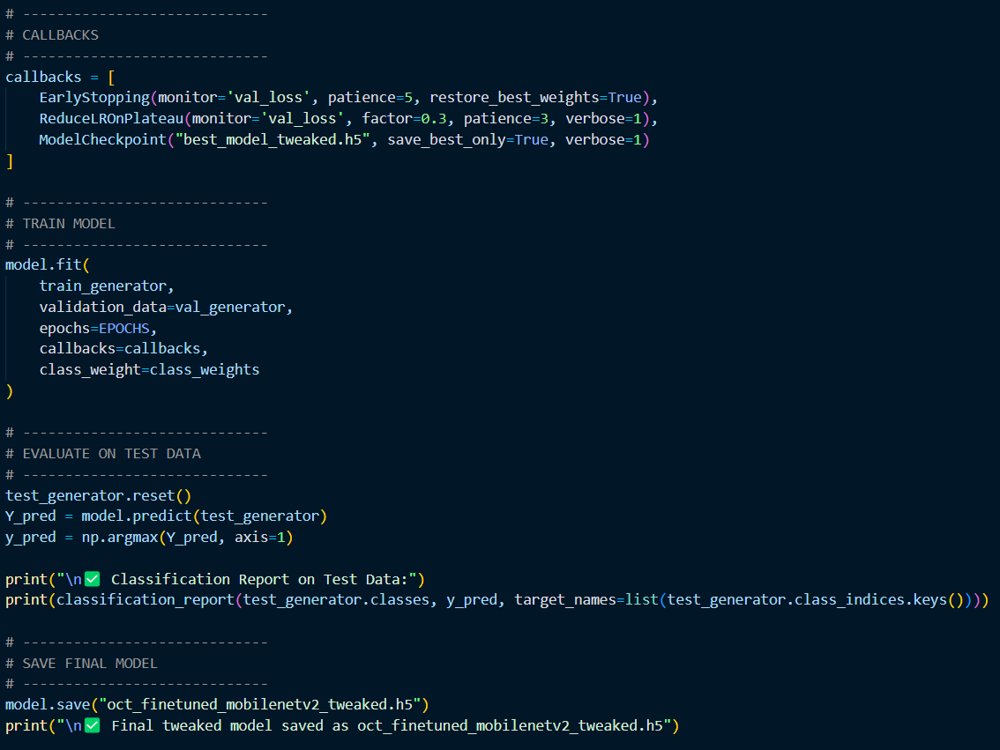 # -----------------------------
# CALLBACKS
# -----------------------------
callbacks = [
    EarlyStopping(monitor='val_loss', patience=5, restore_best_weights=True),
    ReduceLROnPlateau(monitor='val_loss', factor=0.3, patience=3, verbose=1),
    ModelCheckpoint("best_model_tweaked.h5", save_best_only=True, verbose=1)
]
# -----------------------------
# TRAIN MODEL
# -----------------------------
model.fit(
    train_generator,
    validation_data=val_generator,
    epochs=EPOCHS,
    callbacks=callbacks,
    class_weight=class_weights
)
# -----------------------------
# EVALUATE ON TEST DATA
# -----------------------------
test_generator.reset()
Y_pred = model.predict(test_generator)
y_pred = np.argmax(Y_pred, axis=1)
print("\n✅ Classification Report on Test Data:")
print(classification_report(test_generator.classes, y_pred, target_names=list(test_generator.class_indices.keys())))
# -----------------------------
# SAVE FINAL MODEL
# -----------------------------
model.save("oct_finetuned_mobilenetv2_tweaked.h5")
print("\n✅ Final tweaked model saved as oct_finetuned_mobilenetv2_tweaked.h5")